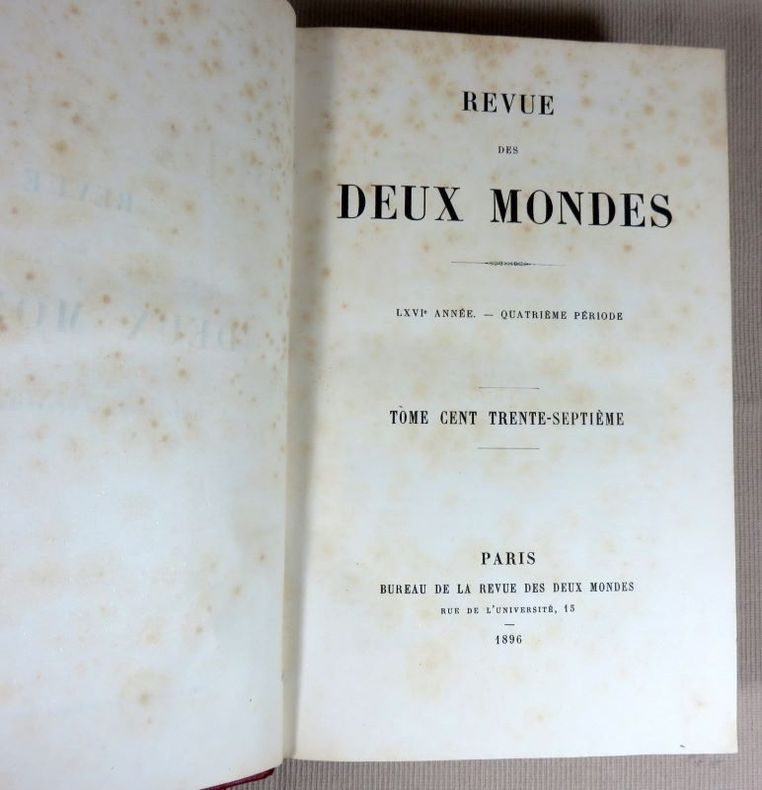 REVUE
DES
DEUX MONDES
LXVIe ANNÉE. — QUATRIÈME PÉRIODE
TOME CENT TRENTE-SEPTIÈME
PARIS
BUREAU DE LA REVUE DES DEUX MONDES
RUE DE L'UNIVERSITÉ, 15
1896